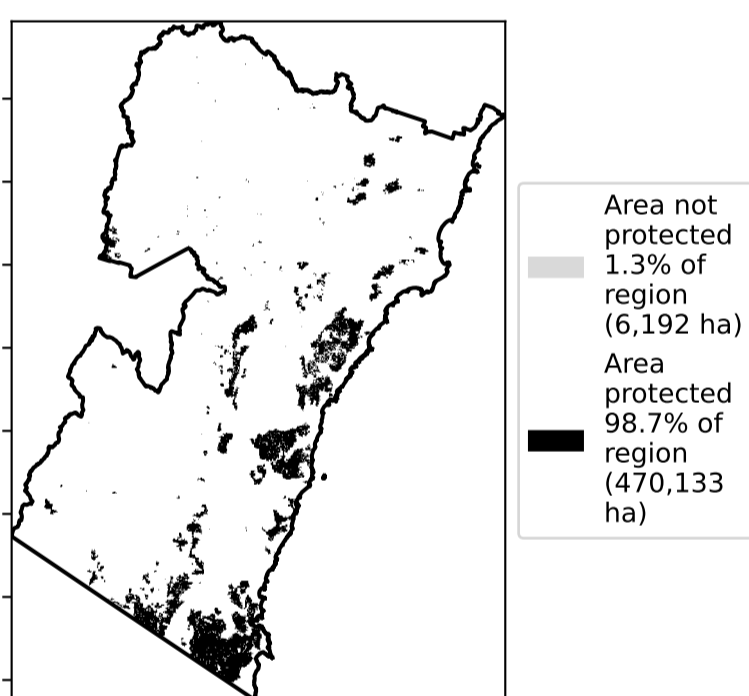 Area not
protected
1.3% of
region
(6,192 ha)
Area
protected
98.7% of
region
(470,133
ha)